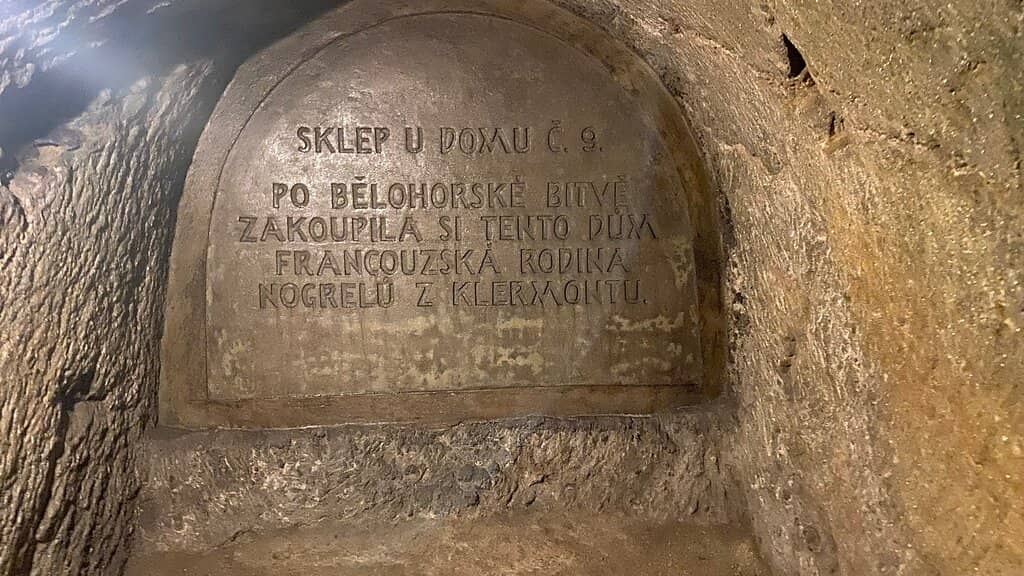 SKLEP U DOMU Č. 9.
PO BĚLOHORSKÉ BITVĚ
ZAKOUPILA SI TENTO DŮM
FRANCOUZSKÁ RODINA
NOGRELŮ Z KLERMONTU.